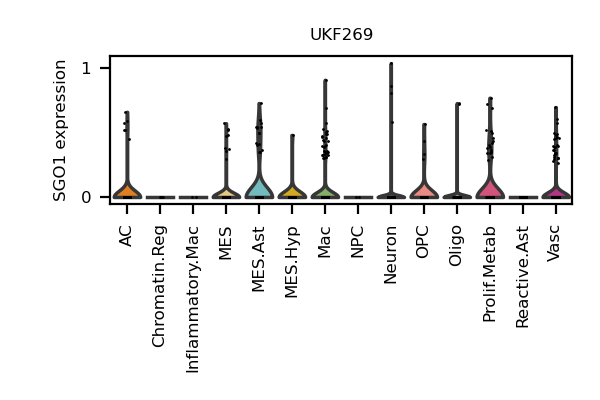 UKF269
SGO1 expression
1
0
AC
Chromatin.Reg
Inflammatory.Mac
MES
MES.Ast
MES.Hyp
Mac
NPC
Neuron
OPC
Oligo
Prolif.Metab
Reactive.Ast
Vasc